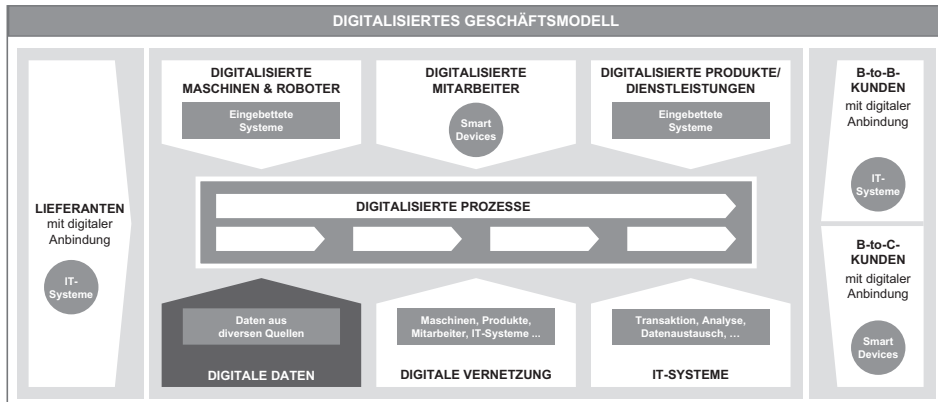 DIGITALISIERTES GESCHÄFTSMODELL
LIEFERANTEN
mit digitaler
Anbindung
IT-
Systeme
DIGITALISIERTE
MASCHINEN & ROBOTER
Eingebettete
Systeme
DIGITALISIERTE
MITARBEITER
Smart
Devices
DIGITALISIERTE PRODUKTE/
DIENSTLEISTUNGEN
Eingebettete
Systeme
DIGITALISIERTE PROZESSE
Daten aus
diversen Quellen
DIGITALE DATEN
Maschinen, Produkte,
Mitarbeiter, IT-Systeme ...
DIGITALE VERNETZUNG
Transaktion, Analyse,
Datenaustausch, …
IT-SYSTEME
B-to-B-
KUNDEN
mit digitaler
Anbindung
IT-
Systeme
B-to-C-
KUNDEN
mit digitaler
Anbindung
Smart
Devices